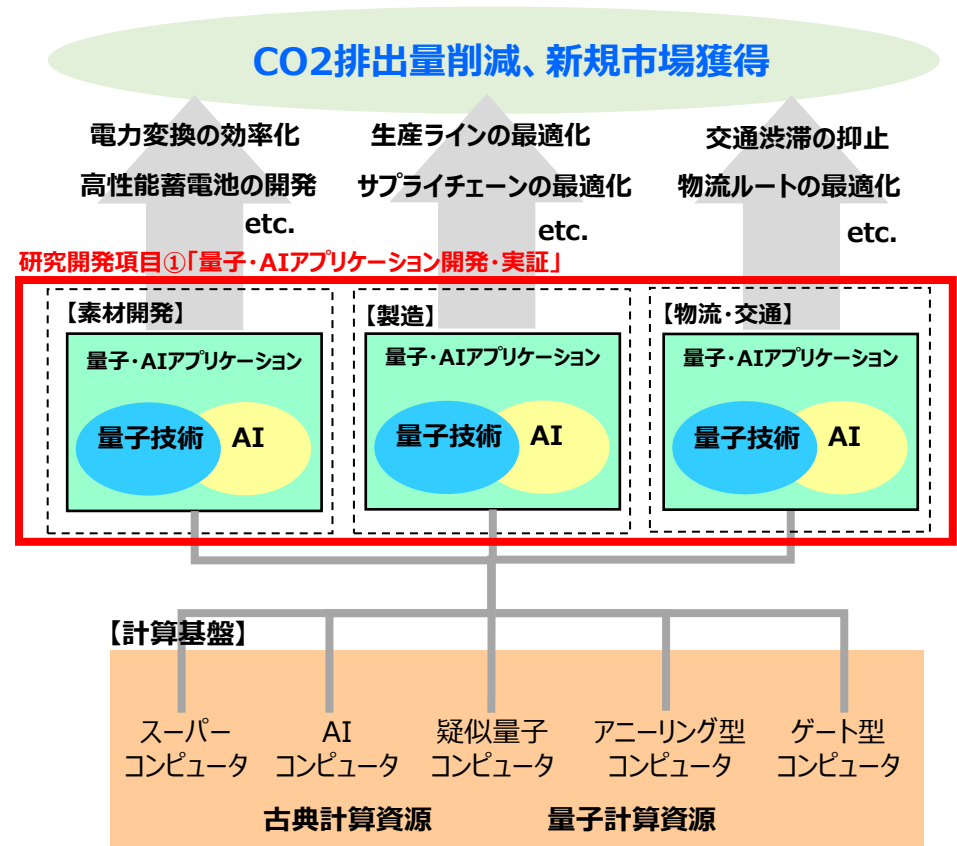 CO2排出量削減、新規市場獲得
電力変換の効率化
高性能蓄電池の開発
etc.
生産ラインの最適化
サプライチェーンの最適化
etc.
交通渋滞の抑止
物流ルートの最適化
etc.
研究開発項目①「量子・AIアプリケーション開発・実証」
【素材開発】
量子・AIアプリケーション
量子技術
AI
【製造】
量子・AIアプリケーション
量子技術
AI
【物流・交通】
量子・AIアプリケーション
量子技術
AI
【計算基盤】
スーパー
コンピュータ
AI
コンピュータ
疑似量子
コンピュータ
アニーリング型
コンピュータ
ゲート型
コンピュータ
古典計算資源
量子計算資源